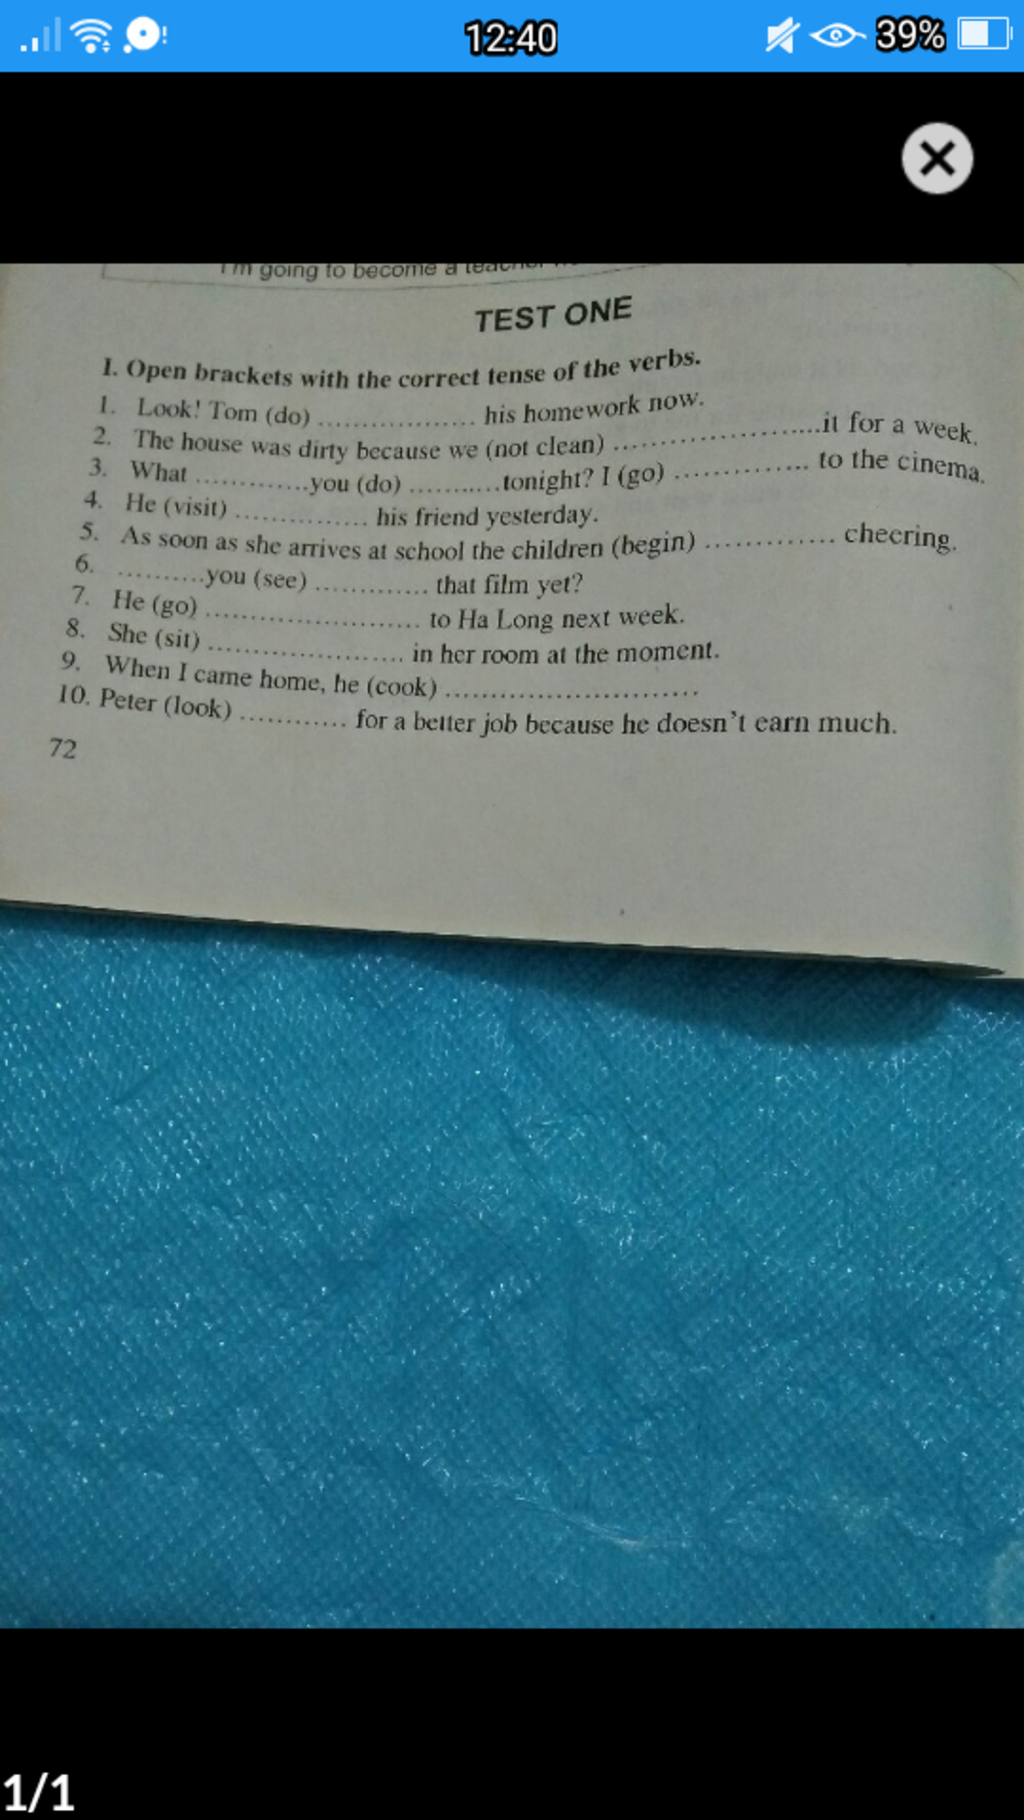 12:40
39%
I'm going to become a
TEST ONE
I. Open brackets with the correct tense of the verbs.
1. Look! Tom (do) ................. his homework now.
2. The house was dirty because we (not clean) ......................it for a week.
3. What ............you (do) ..........tonight? I (go) .............. to the cinema.
4. He (visit) ............... his friend yesterday.
5. As soon as she arrives at school the children (begin) ............. cheering.
6. ..........you (see) ............. that film yet?
7. He (go) ........................ to Ha Long next week.
8. She (sit) ...................... in her room at the moment.
9. When I came home, he (cook) ............................
10. Peter (look) ............ for a better job because he doesn't earn much.
72
1/1